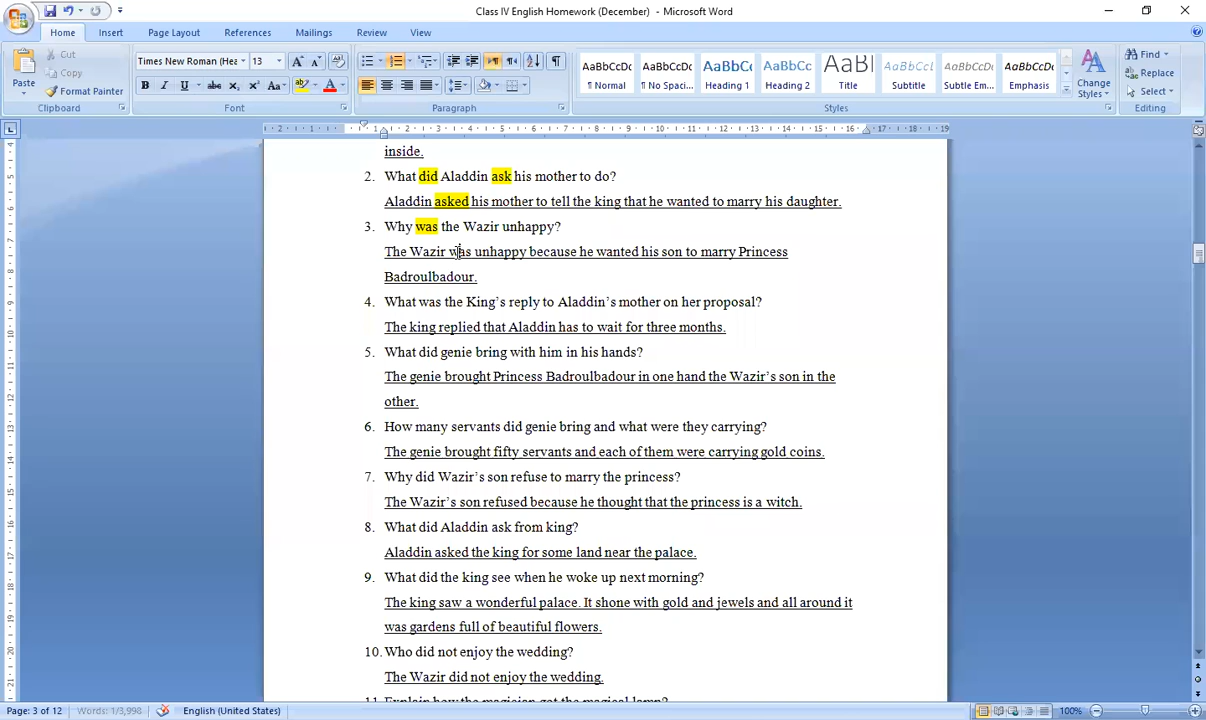 Class IV English Homework (December) - Microsoft Word
Home Insert Page Layout References Mailings Review View
Cut
Copy
Format Painter
Paste
Clipboard
Times New Roman (Hea 13
Font
Paragraph
AaBbCcDc AaBbCcDc AaBbC AaBbCc AaBb AaBbCcL AaBbCcDc AaBbCcDc
¶ Normal ¶ No Spaci... Heading 1 Heading 2 Title Subtitle Subtle Em... Emphasis
Change Styles
Styles
Find
Replace
Select
Editing
inside.
2. What did Aladdin ask his mother to do?
Aladdin asked his mother to tell the king that he wanted to marry his daughter.
3. Why was the Wazir unhappy?
The Wazir was unhappy because he wanted his son to marry Princess
Badroulbadour.
4. What was the King's reply to Aladdin's mother on her proposal?
The king replied that Aladdin has to wait for three months.
5. What did genie bring with him in his hands?
The genie brought Princess Badroulbadour in one hand the Wazir's son in the
other.
6. How many servants did genie bring and what were they carrying?
The genie brought fifty servants and each of them were carrying gold coins.
7. Why did Wazir's son refuse to marry the princess?
The Wazir's son refused because he thought that the princess is a witch.
8. What did Aladdin ask from king?
Aladdin asked the king for some land near the palace.
9. What did the king see when he woke up next morning?
The king saw a wonderful palace. It shone with gold and jewels and all around it
was gardens full of beautiful flowers.
10. Who did not enjoy the wedding?
The Wazir did not enjoy the wedding.
11. Explain how the magician got the magical lamp?
Page: 3 of 12 Words: 1/3,998 English (United States) 100%